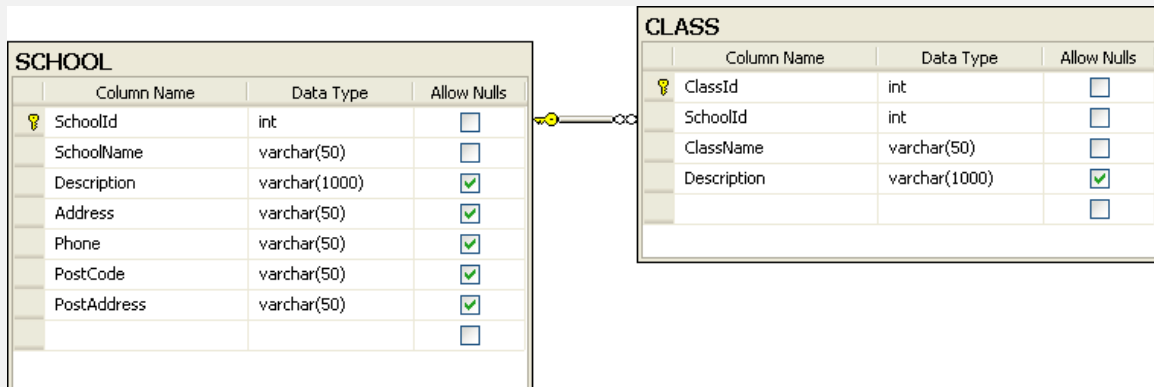 SCHOOL
Column Name Data Type Allow Nulls
SchoolId int
SchoolName varchar(50)
Description varchar(1000)
Address varchar(50)
Phone varchar(50)
PostCode varchar(50)
PostAddress varchar(50)
CLASS
Column Name Data Type Allow Nulls
ClassId int
SchoolId int
ClassName varchar(50)
Description varchar(1000)